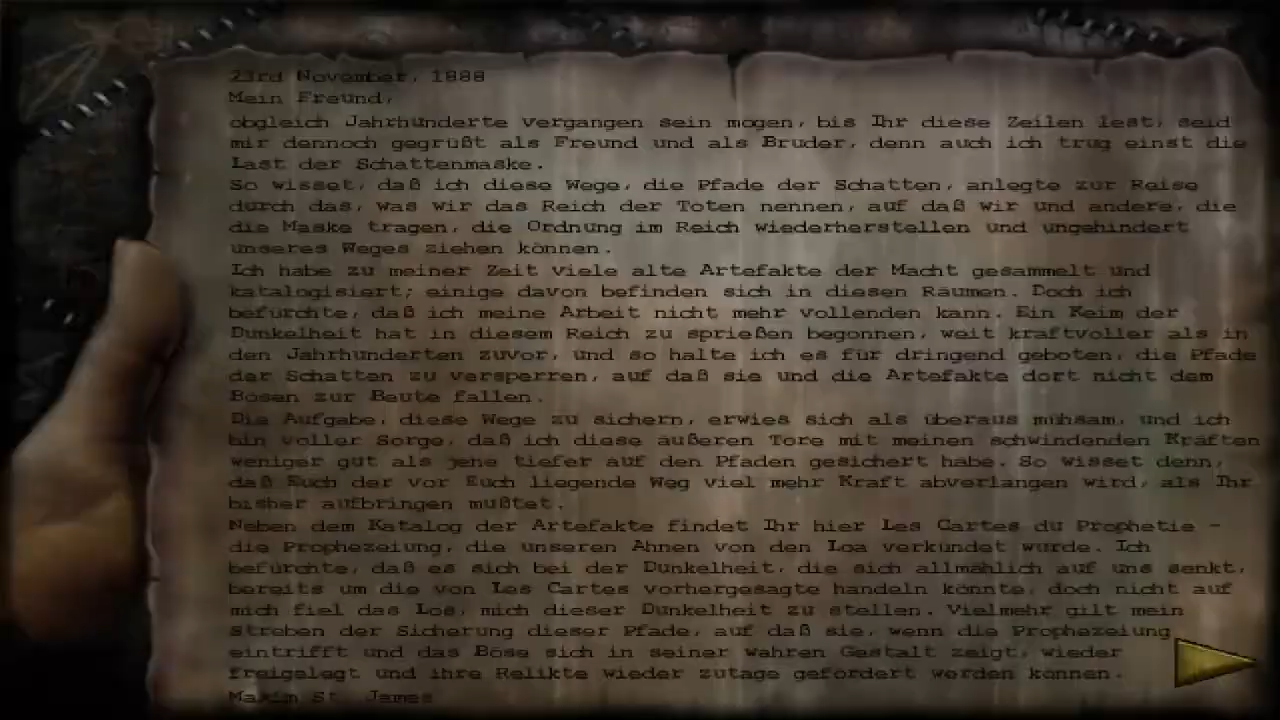 23rd November, 1888
Mein Freund,
obgleich Jahrhunderte vergangen sein mögen, bis Ihr diese Zeilen lest, seid
mir dennoch gegrüßt als Freund und als Bruder, denn auch ich trug einst die
Last der Schattenmaske.
So wisset, daß ich diese Wege, die Pfade der Schatten, anlegte zur Reise
durch das, was wir das Reich der Toten nennen, auf daß wir und andere, die
die Maske tragen, die Ordnung im Reich wiederherstellen und ungehindert
unseres Weges ziehen können.
Ich habe zu meiner Zeit viele alte Artefakte der Macht gesammelt und
katalogisiert; einige davon befinden sich in diesen Räumen. Doch ich
befürchte, daß ich meine Arbeit nicht mehr vollenden kann. Ein Keim der
Dunkelheit hat in diesem Reich zu sprießen begonnen, weit kraftvoller als in
den Jahrhunderten zuvor, und so halte ich es für dringend geboten, die Pfade
der Schatten zu versperren, auf daß sie und die Artefakte dort nicht dem
Bösen zur Beute fallen.
Die Aufgabe, diese Wege zu sichern, erwies sich als überaus mühsam, und ich
bin voller Sorge, daß ich diese äußeren Tore mit meinen schwindenden Kräften
weniger gut als jene tiefer auf den Pfaden gesichert habe. So wisset denn,
daß Euch der vor Euch liegende Weg viel mehr Kraft abverlangen wird, als Ihr
bisher aufbringen mußtet.
Neben dem Katalog der Artefakte findet Ihr hier Les Cartes du Prophetie -
die Prophezeiung, die unseren Ahnen von den Loa verkündet wurde. Ich
befürchte, daß es sich bei der Dunkelheit, die sich allmählich auf uns senkt,
bereits um die von Les Cartes vorhergesagte handeln könnte, doch nicht auf
mich fiel das Los, mich dieser Dunkelheit zu stellen. Vielmehr gilt mein
Streben der Sicherung dieser Pfade, auf daß sie, wenn die Prophezeiung
eintrifft und das Böse sich in seiner wahren Gestalt zeigt, wieder
freigelegt und ihre Relikte wieder zutage gefördert werden können.
Maxim St. James